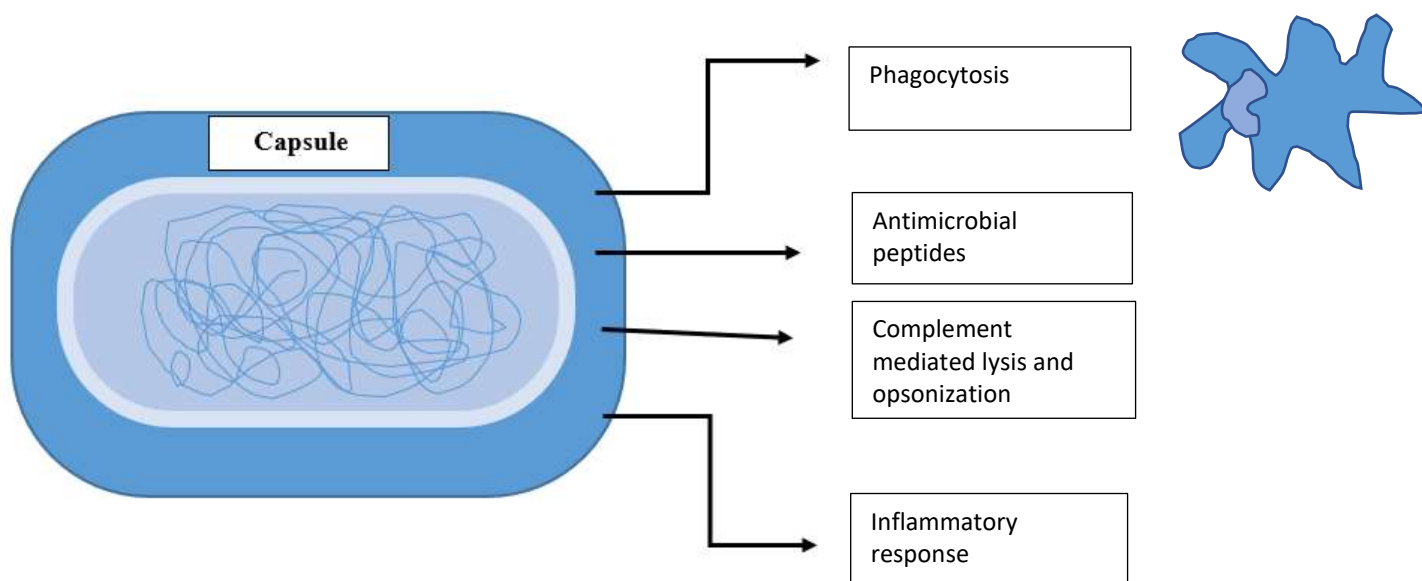 Capsule
Phagocytosis
Antimicrobial
peptides
Complement
mediated lysis and
opsonization
Inflammatory
response